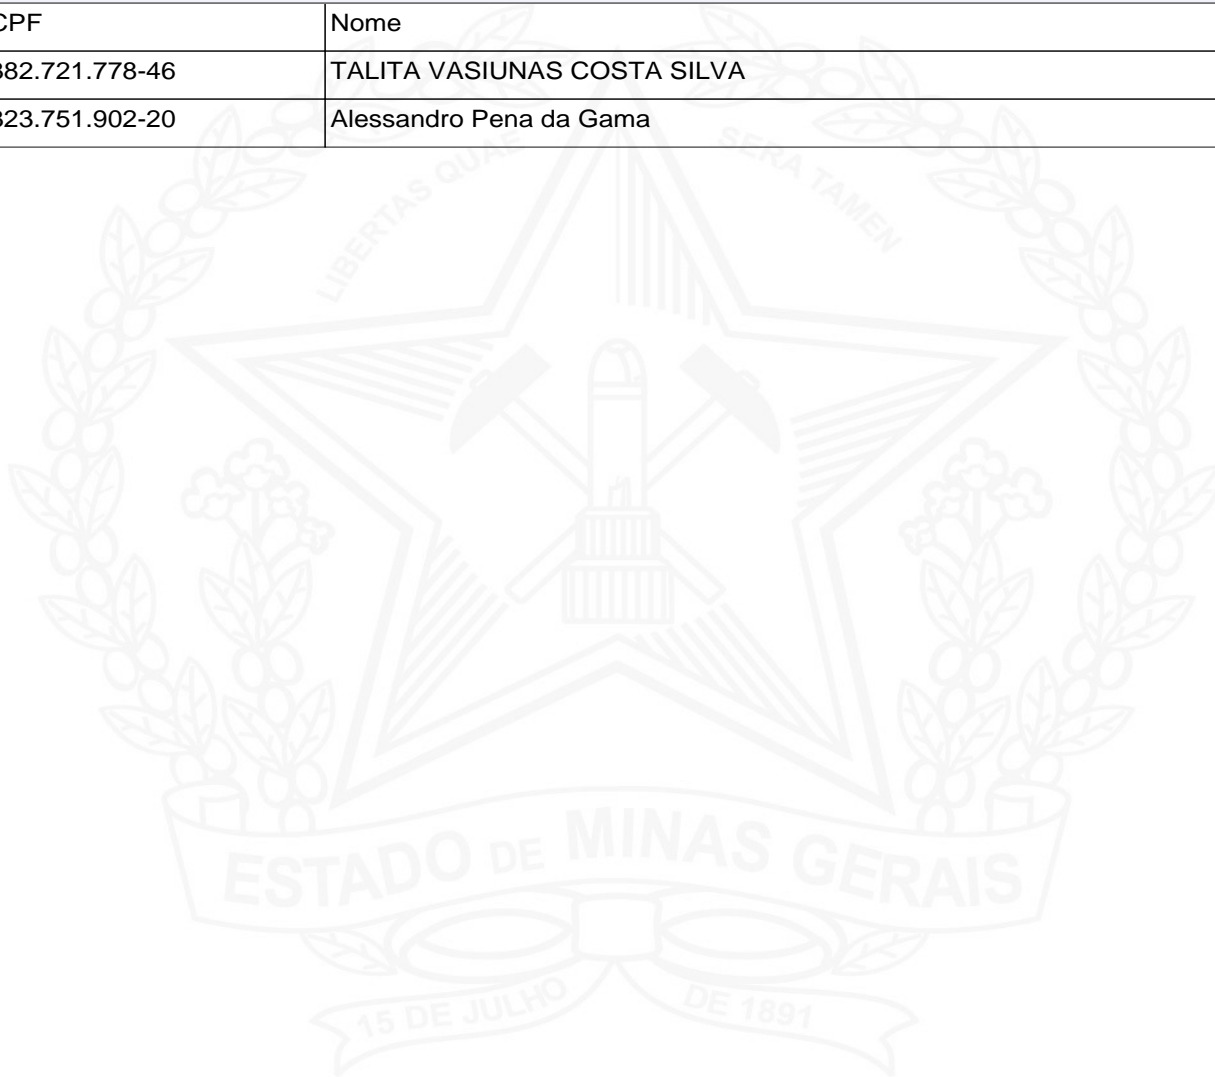 CPF Nome
382.721.778-46 TALITA VASIUNAS COSTA SILVA
823.751.902-20 Alessandro Pena da Gama
LIBERTAS QUAE SERA TAMEN
ESTADO DE MINAS GERAIS
15 DE JULHO DE 1891